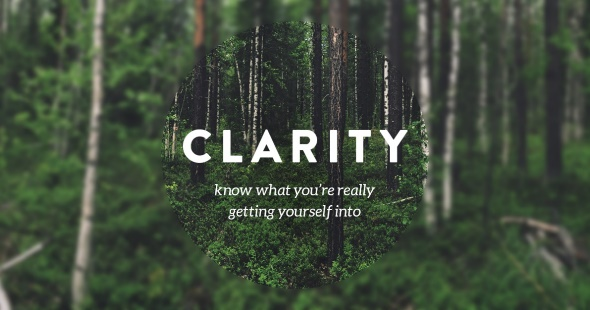 CLARITY
know what you're really
getting yourself into